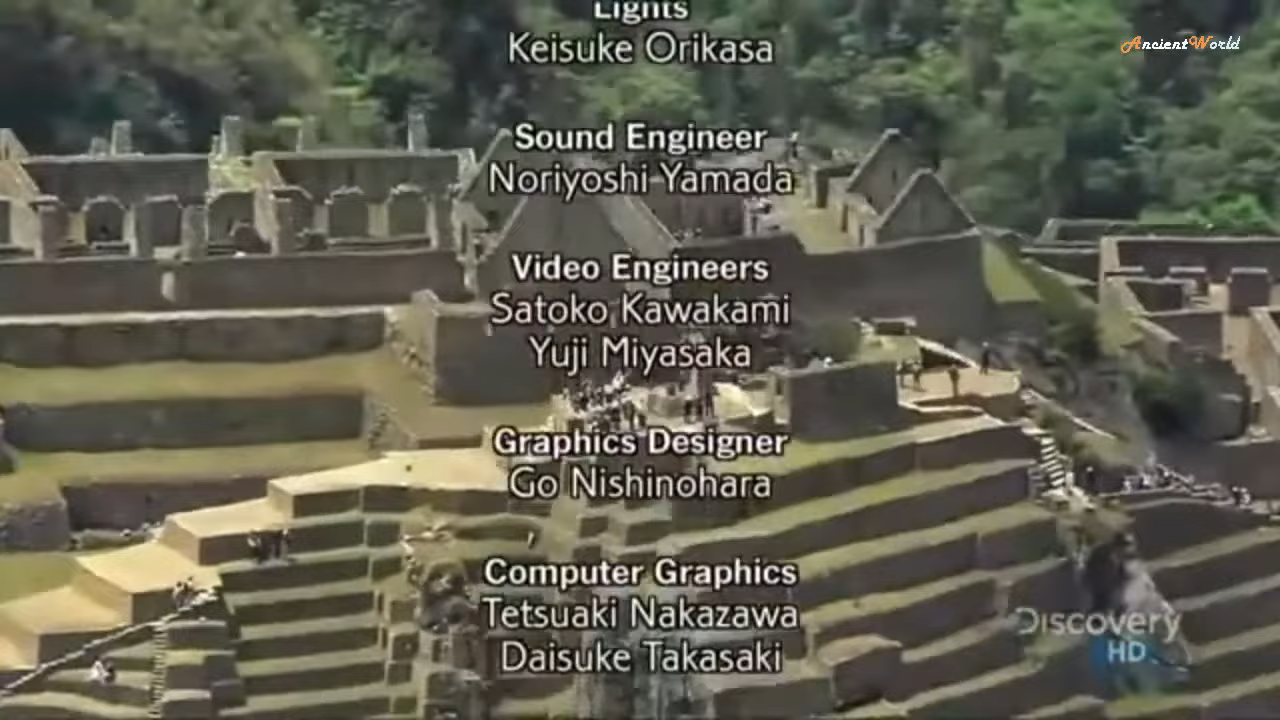 Lights
AncientWorld
Keisuke Orikasa
Sound Engineer
Noriyoshi Yamada
Video Engineers
Satoko Kawakami
Yuji Miyasaka
Graphics Designer
Go Nishinohara
Computer Graphics
Tetsuaki Nakazawa
Discovery
HD
Daisuke Takasaki